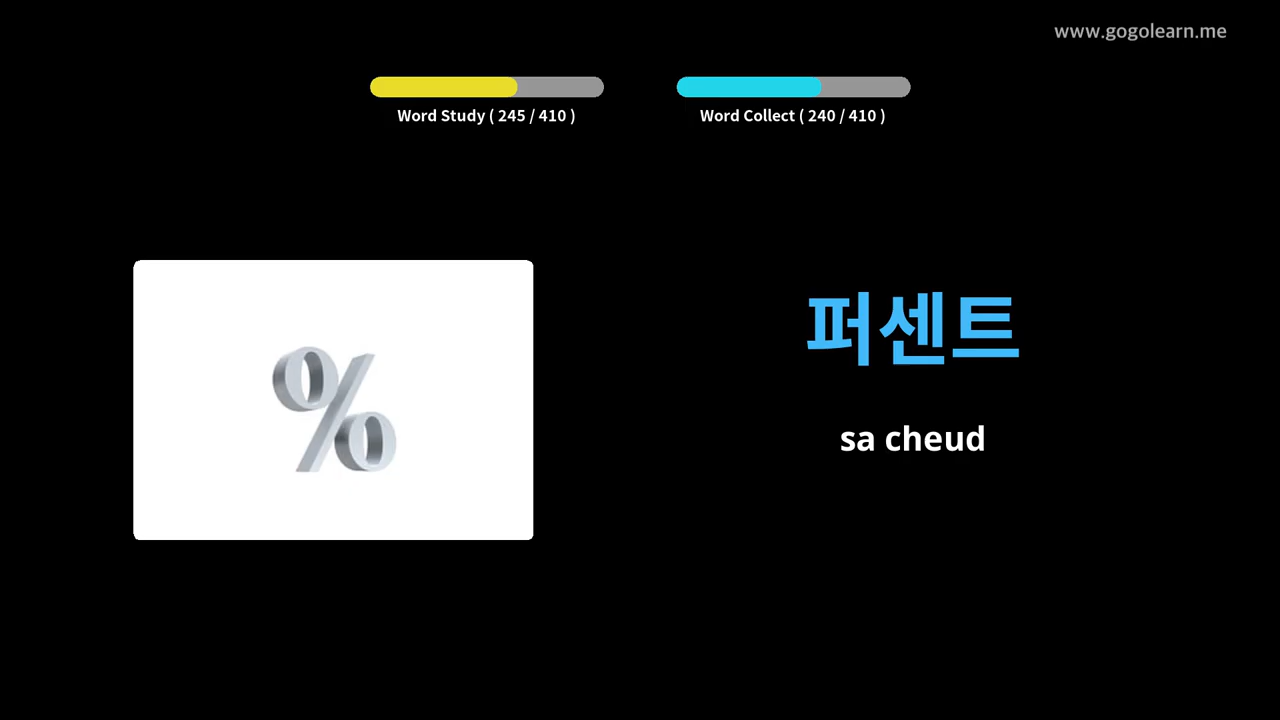 www.gogolearn.me
Word Study ( 245 / 410 )
Word Collect ( 240 / 410 )
%
퍼센트
sa cheud